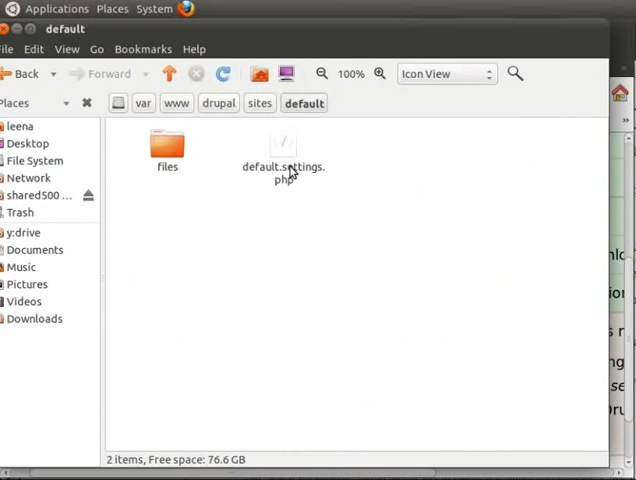 Applications Places System
default
File Edit View Go Bookmarks Help
Back Forward 100% Icon View
Places var www drupal sites default
leena
Desktop
File System
Network
shared500 ...
Trash
y:drive
Documents
Music
Pictures
Videos
Downloads
files
default.settings.
php
2 items, Free space: 76.6 GB